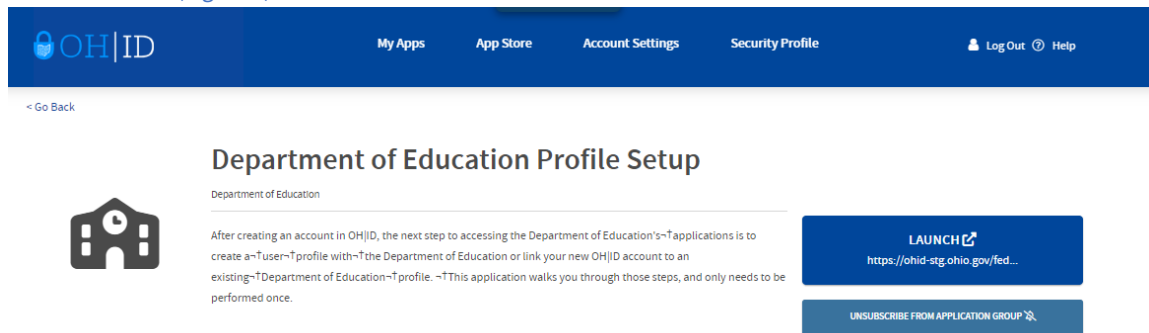 OH|ID
My Apps App Store Account Settings Security Profile Log Out ? Help
< Go Back
Department of Education Profile Setup
Department of Education
After creating an account in OH|ID, the next step to accessing the Department of Education's¬†applications is to
create a¬†user¬†profile with¬†the Department of Education or link your new OH|ID account to an
existing¬†Department of Education¬†profile. ¬†This application walks you through those steps, and only needs to be
performed once.
LAUNCH
https://ohid-stg.ohio.gov/fed...
UNSUBSCRIBE FROM APPLICATION GROUP